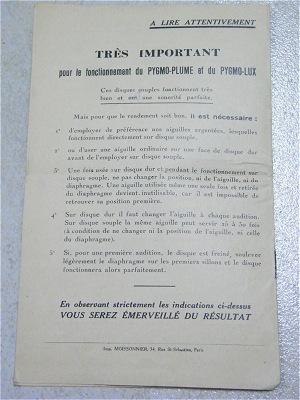 A LIRE ATTENTIVEMENT
TRÈS IMPORTANT
pour le fonctionnement du PYGMO-PLUME et du PYGMO-LUX
Ces disques souples fonctionnent très
bien et ont une sonorité parfaite.
Mais pour que le rendement soit bon, il est nécessaire :
1° d'employer de préférence nos aiguilles argentées, lesquelles
fonctionnent directement sur disque souple.
2° ou d'user une aiguille ordinaire sur une face de disque dur
avant de l'employer sur disque souple.
3° Une fois usée sur disque dur et pendant le fonctionnement sur
disque souple, ne pas changer la position, ni de l'aiguille, ni du
diaphragme. Une aiguille utilisée même une seule fois et retirée
du diaphragme devient inutilisable, car il est impossible de
retrouver sa position première.
4° Sur disque dur il faut changer l'aiguille à chaque audition.
Sur disque souple la même aiguille peut servir 25 à 30 fois
(à condition de ne changer ni la position de l'aiguille, ni celle
du diaphragme).
5° Si, pour une première audition, le disque est freiné, soulever
légèrement le diaphragme sur les premiers sillons et le disque
fonctionnera alors parfaitement.
En observant strictement les indications ci-dessus
VOUS SEREZ ÉMERVEILLÉ DU RÉSULTAT
Imp. MOISSONNIER, 34, Rue St-Sébastien, Paris